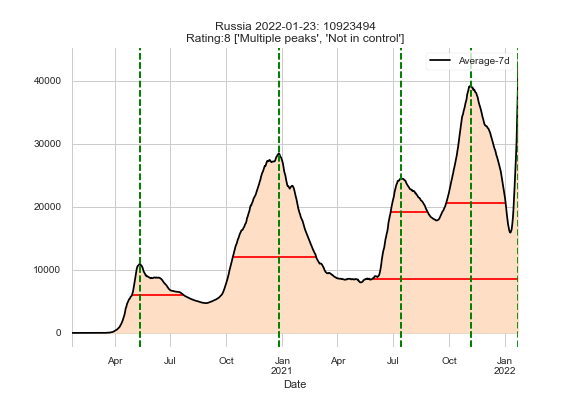 Russia 2022-01-23: 10923494
Rating:8 ['Multiple peaks', 'Not in control']
Average-7d
40000
30000
20000
10000
0
Apr
Jul
Oct
Jan
2021
Apr
Jul
Oct
Jan
2022
Date